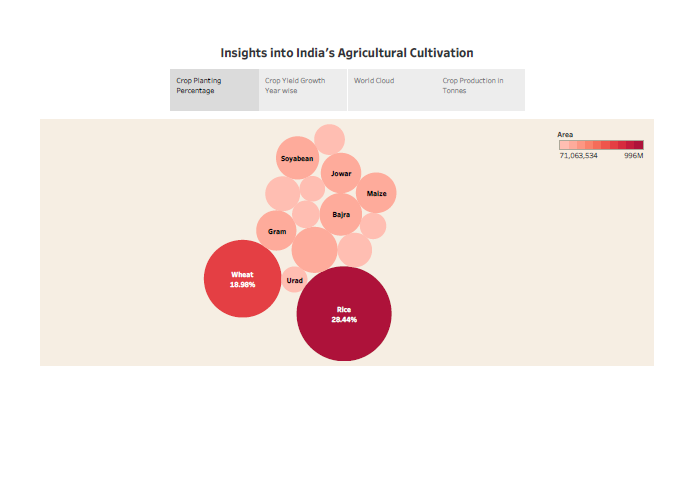 Insights into India's Agricultural Cultivation
Crop Planting
Percentage
Crop Yield Growth
Year wise
World Cloud
Crop Production in
Tonnes
Area
71,063,534
996M
Soyabean
Jowar
Maize
Bajra
Gram
Wheat
18.98%
Urad
Rice
28.44%